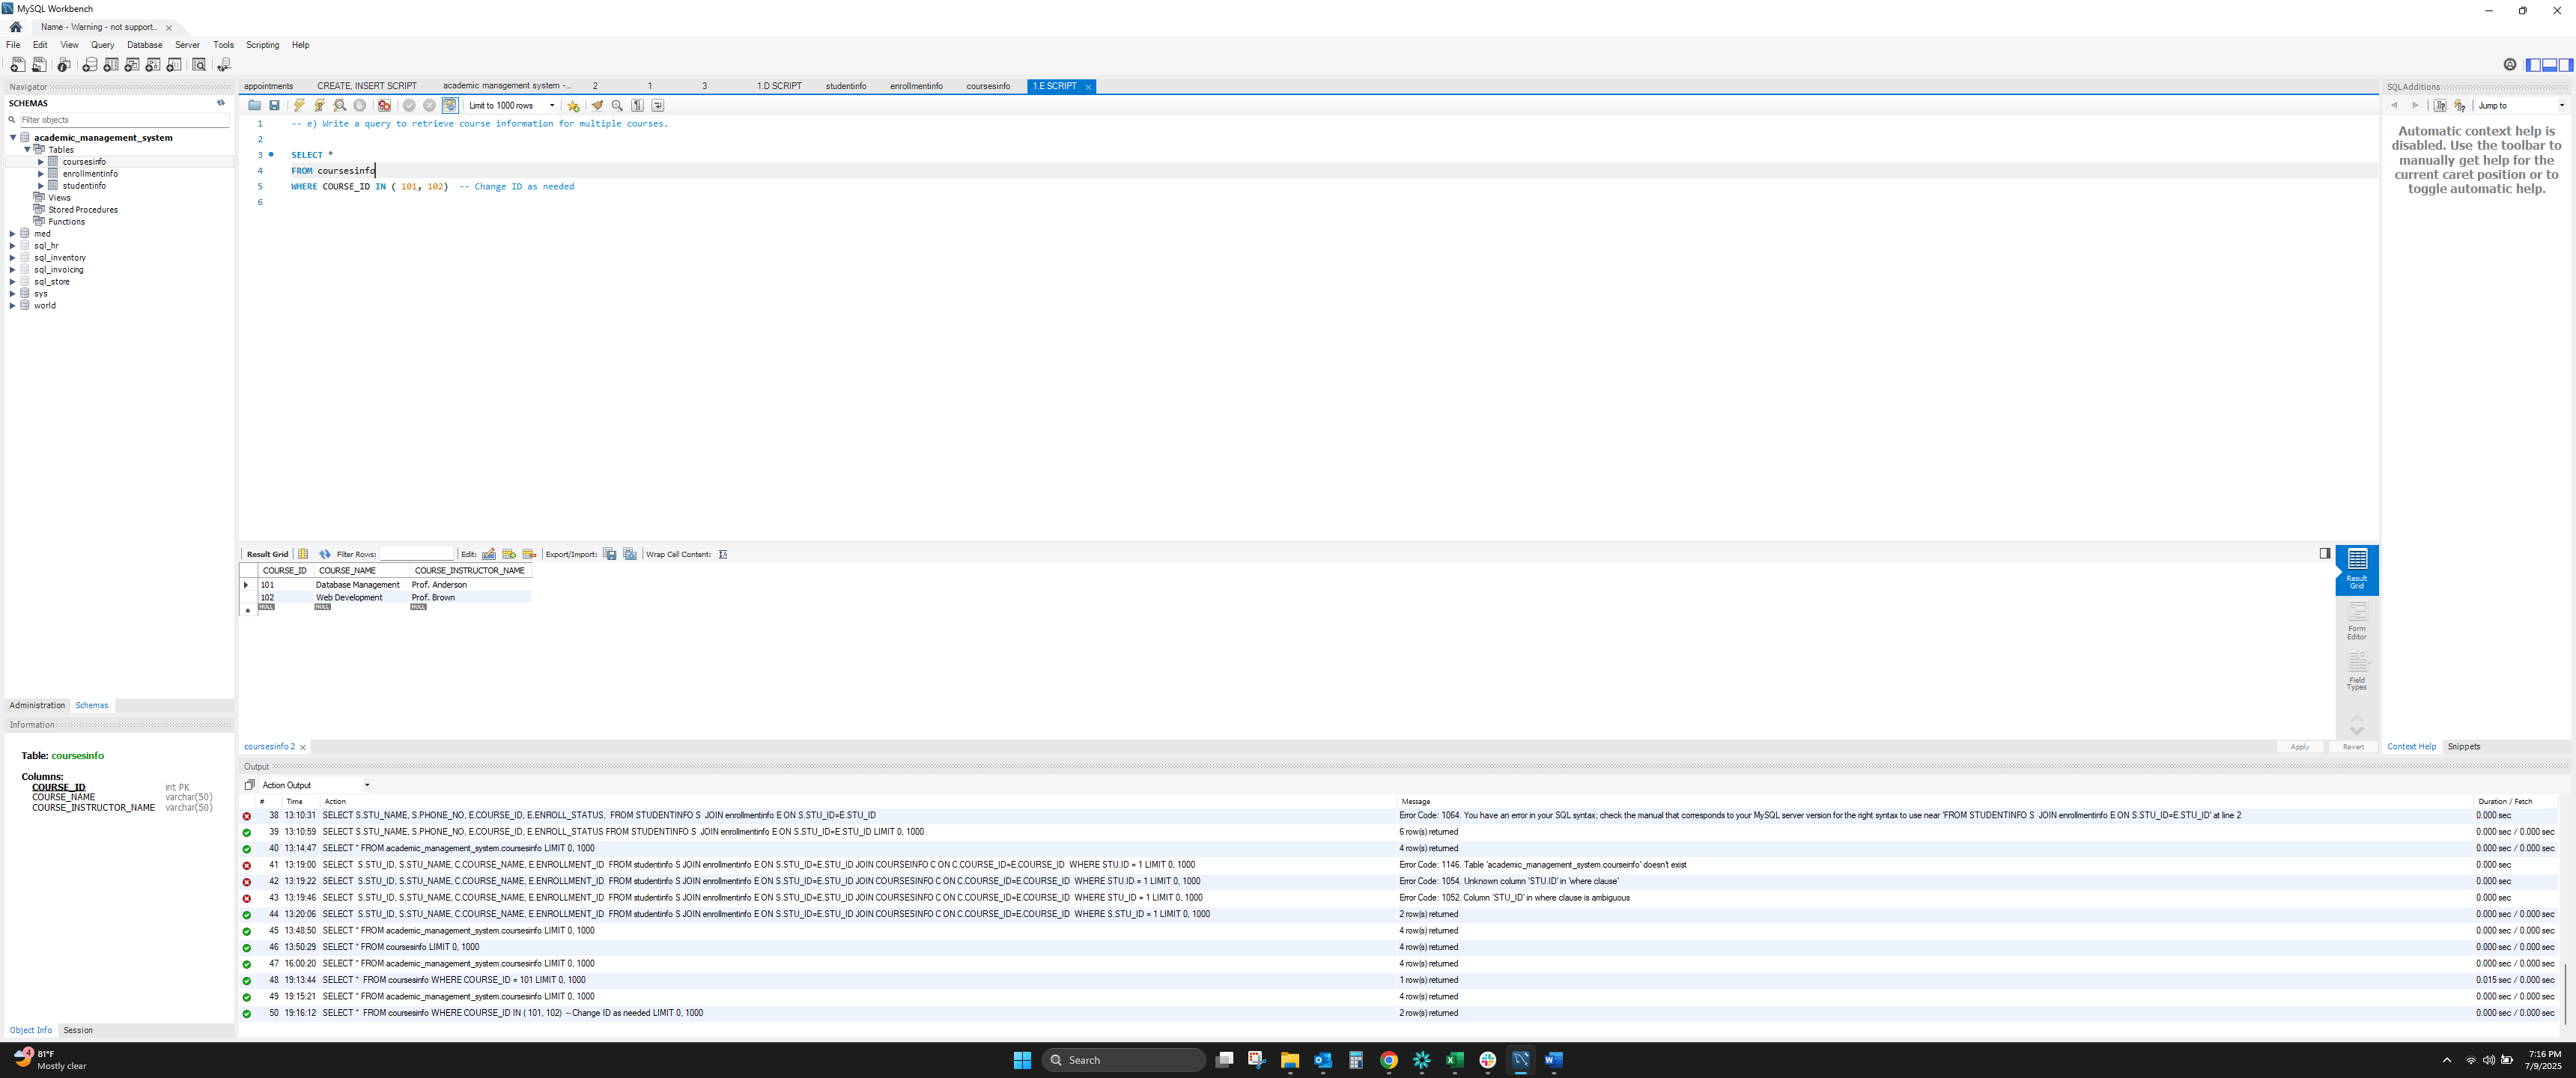 MySQL Workbench
Name - Warning - not support...
File Edit View Query Database Server Tools Scripting Help
Navigator
SCHEMAS
Filter objects
academic_management_system
Tables
coursesinfo
enrollmentinfo
studentinfo
Views
Stored Procedures
Functions
med
sql_hr
sql_inventory
sql_invoicing
sql_store
sys
world
Administration Schemas
Information
Table: coursesinfo
Columns:
COURSE_ID int PK
COURSE_NAME varchar(50)
COURSE_INSTRUCTOR_NAME varchar(50)
Object Info Session
appointments CREATE, INSERT SCRIPT academic management system -... 2 1 3 1.D SCRIPT studentinfo enrollmentinfo coursesinfo 1.E SCRIPT
Limit to 1000 rows
1 -- e) Write a query to retrieve course information for multiple courses.
2
3 SELECT *
4 FROM coursesinfo
5 WHERE COURSE_ID IN ( 101, 102) -- Change ID as needed
6
Result Grid Filter Rows: Edit: Export/Import: Wrap Cell Content:
COURSE_ID COURSE_NAME COURSE_INSTRUCTOR_NAME
101 Database Management Prof. Anderson
102 Web Development Prof. Brown
NULL NULL NULL
Result
Grid
Form
Editor
Field
Types
coursesinfo 2 Apply Revert
SQLAdditions
Jump to
Automatic context help is
disabled. Use the toolbar to
manually get help for the
current caret position or to
toggle automatic help.
Context Help Snippets
Output
Action Output
# Time Action Message Duration / Fetch
38 13:10:31 SELECT S.STU_NAME, S.PHONE_NO, E.COURSE_ID, E.ENROLL_STATUS, FROM STUDENTINFO S JOIN enrollmentinfo E ON S.STU_ID=E.STU_ID Error Code: 1064. You have an error in your SQL syntax; check the manual that corresponds to your MySQL server version for the right syntax to use near 'FROM STUDENTINFO S JOIN enrollmentinfo E ON S.STU_ID=E.STU_ID' at line 2 0.000 sec
39 13:10:59 SELECT S.STU_NAME, S.PHONE_NO, E.COURSE_ID, E.ENROLL_STATUS FROM STUDENTINFO S JOIN enrollmentinfo E ON S.STU_ID=E.STU_ID LIMIT 0, 1000 6 row(s) returned 0.000 sec / 0.000 sec
40 13:14:47 SELECT * FROM academic_management_system.coursesinfo LIMIT 0, 1000 4 row(s) returned 0.000 sec / 0.000 sec
41 13:19:00 SELECT S.STU_ID, S.STU_NAME, C.COURSE_NAME, E.ENROLLMENT_ID FROM studentinfo S JOIN enrollmentinfo E ON S.STU_ID=E.STU_ID JOIN COURSEINFO C ON C.COURSE_ID=E.COURSE_ID WHERE STU.ID = 1 LIMIT 0, 1000 Error Code: 1146. Table 'academic_management_system.courseinfo' doesn't exist 0.000 sec
42 13:19:22 SELECT S.STU_ID, S.STU_NAME, C.COURSE_NAME, E.ENROLLMENT_ID FROM studentinfo S JOIN enrollmentinfo E ON S.STU_ID=E.STU_ID JOIN COURSESINFO C ON C.COURSE_ID=E.COURSE_ID WHERE STU.ID = 1 LIMIT 0, 1000 Error Code: 1054. Unknown column 'STU.ID' in 'where clause' 0.000 sec
43 13:19:46 SELECT S.STU_ID, S.STU_NAME, C.COURSE_NAME, E.ENROLLMENT_ID FROM studentinfo S JOIN enrollmentinfo E ON S.STU_ID=E.STU_ID JOIN COURSESINFO C ON C.COURSE_ID=E.COURSE_ID WHERE STU_ID = 1 LIMIT 0, 1000 Error Code: 1052. Column 'STU_ID' in where clause is ambiguous 0.000 sec
44 13:20:06 SELECT S.STU_ID, S.STU_NAME, C.COURSE_NAME, E.ENROLLMENT_ID FROM studentinfo S JOIN enrollmentinfo E ON S.STU_ID=E.STU_ID JOIN COURSESINFO C ON C.COURSE_ID=E.COURSE_ID WHERE S.STU_ID = 1 LIMIT 0, 1000 2 row(s) returned 0.000 sec / 0.000 sec
45 13:48:50 SELECT * FROM academic_management_system.coursesinfo LIMIT 0, 1000 4 row(s) returned 0.000 sec / 0.000 sec
46 13:50:29 SELECT * FROM coursesinfo LIMIT 0, 1000 4 row(s) returned 0.000 sec / 0.000 sec
47 16:00:20 SELECT * FROM academic_management_system.coursesinfo LIMIT 0, 1000 4 row(s) returned 0.000 sec / 0.000 sec
48 19:13:44 SELECT * FROM coursesinfo WHERE COURSE_ID = 101 LIMIT 0, 1000 1 row(s) returned 0.015 sec / 0.000 sec
49 19:15:21 SELECT * FROM academic_management_system.coursesinfo LIMIT 0, 1000 4 row(s) returned 0.000 sec / 0.000 sec
50 19:16:12 SELECT * FROM coursesinfo WHERE COURSE_ID IN ( 101, 102) -- Change ID as needed LIMIT 0, 1000 2 row(s) returned 0.000 sec / 0.000 sec
4
81°F
Mostly clear
Search
7:16 PM
7/9/2025